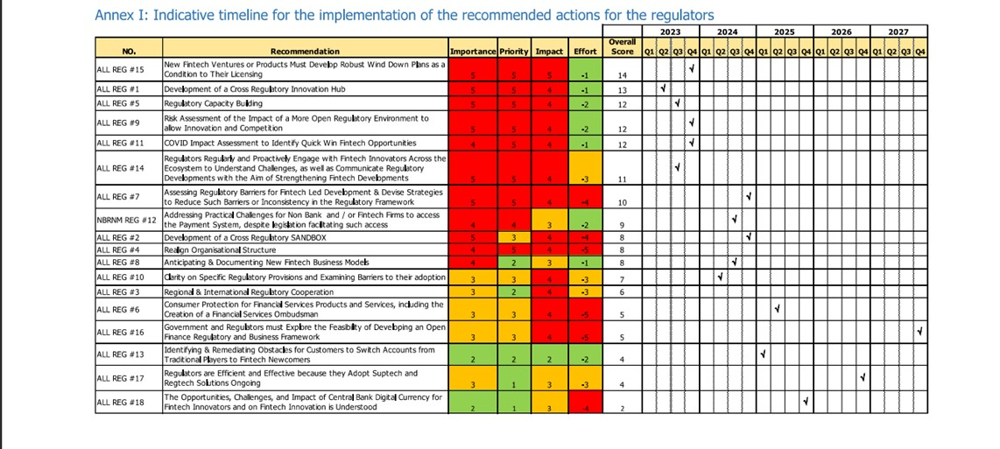 Annex I: Indicative timeline for the implementation of the recommended actions for the regulators
2023 2024 2025 2026 2027
NO. Recommendation Importance Priority Impact Effort Overall Score Q1 Q2 Q3 Q4 Q1 Q2 Q3 Q4 Q1 Q2 Q3 Q4 Q1 Q2 Q3 Q4 Q1 Q2 Q3 Q4
ALL REG #15 New Fintech Ventures or Products Must Develop Robust Wind Down Plans as a
Condition to Their Licensing 5 5 5 -1 14 √
ALL REG #1 Development of a Cross Regulatory Innovation Hub 5 5 4 -1 13 √
ALL REG #5 Regulatory Capacity Building 5 5 4 -2 12 √
ALL REG #9 Risk Assessment of the Impact of a More Open Regulatory Environment to
allow Innovation and Competition 5 5 4 -2 12 √
ALL REG #11 COVID Impact Assessment to Identify Quick Win Fintech Opportunities 4 5 4 -1 12 √
ALL REG #14 Regulators Regularly and Proactively Engage with Fintech Innovators Across the
Ecosystem to Understand Challenges, as well as Communicate Regulatory
Developments with the Aim of Strengthening Fintech Developments 5 5 4 -3 11 √
ALL REG #7 Assessing Regulatory Barriers for Fintech Led Development & Devise Strategies
to Reduce Such Barriers or Inconsistency in the Regulatory Framework 5 5 4 -4 10 √
NBRNM REG #12 Addressing Practical Challenges for Non Bank and / or Fintech Firms to access
the Payment System, despite legislation facilitating such access 4 4 3 -2 9 √
ALL REG #2 Development of a Cross Regulatory SANDBOX 5 3 4 -4 8 √
ALL REG #4 Realign Organisational Structure 4 5 4 -5 8
ALL REG #8 Anticipating & Documenting New Fintech Business Models 4 2 3 -1 8 √
ALL REG #10 Clarity on Specific Regulatory Provisions and Examining Barriers to their adoption 3 3 4 -3 7 √
ALL REG #3 Regional & International Regulatory Cooperation 3 2 4 -3 6
ALL REG #6 Consumer Protection for Financial Services Products and Services, including the
Creation of a Financial Services Ombudsman 3 3 4 -5 5 √
ALL REG #16 Government and Regulators must Explore the Feasibility of Developing an Open
Finance Regulatory and Business Framework 3 3 4 -5 5 √
ALL REG #13 Identifying & Remediating Obstacles for Customers to Switch Accounts from
Traditional Players to Fintech Newcomers 2 2 2 -2 4 √
ALL REG #17 Regulators are Efficient and Effective because they Adopt Suptech and
Regtech Solutions Ongoing 3 1 3 -3 4 √
ALL REG #18 The Opportunities, Challenges, and Impact of Central Bank Digital Currency for
Fintech Innovators and on Fintech Innovation is Understood 2 1 3 -4 2 √